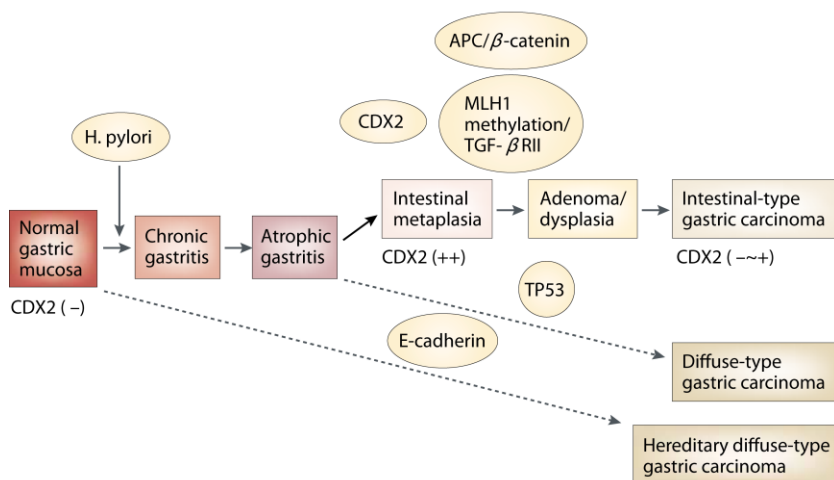 APC/β-catenin
CDX2
MLH1
methylation/
TGF- β RII
H. pylori
Normal
gastric
mucosa
CDX2 ( –)
Chronic
gastritis
Atrophic
gastritis
Intestinal
metaplasia
CDX2 (++)
Adenoma/
dysplasia
Intestinal-type
gastric carcinoma
CDX2 ( –~+)
TP53
E-cadherin
Diffuse-type
gastric carcinoma
Hereditary diffuse-type
gastric carcinoma